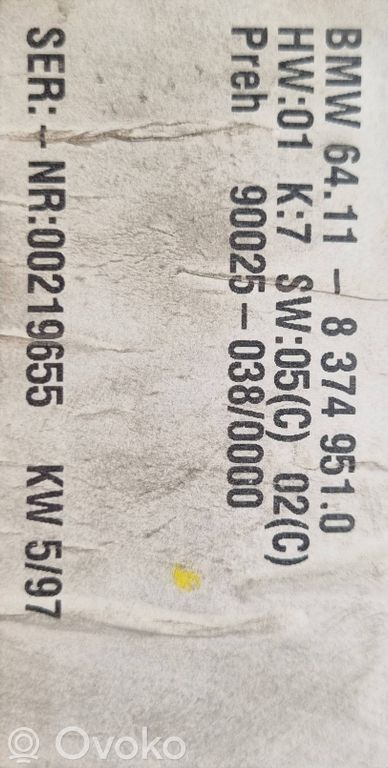 BMW 64.11 - 8 374 951.0
HW:01 K:7 SW:05(C) 02(C)
Preh 90025-038/0000
SER: - NR:00219655 KW 5/97
Ovoko